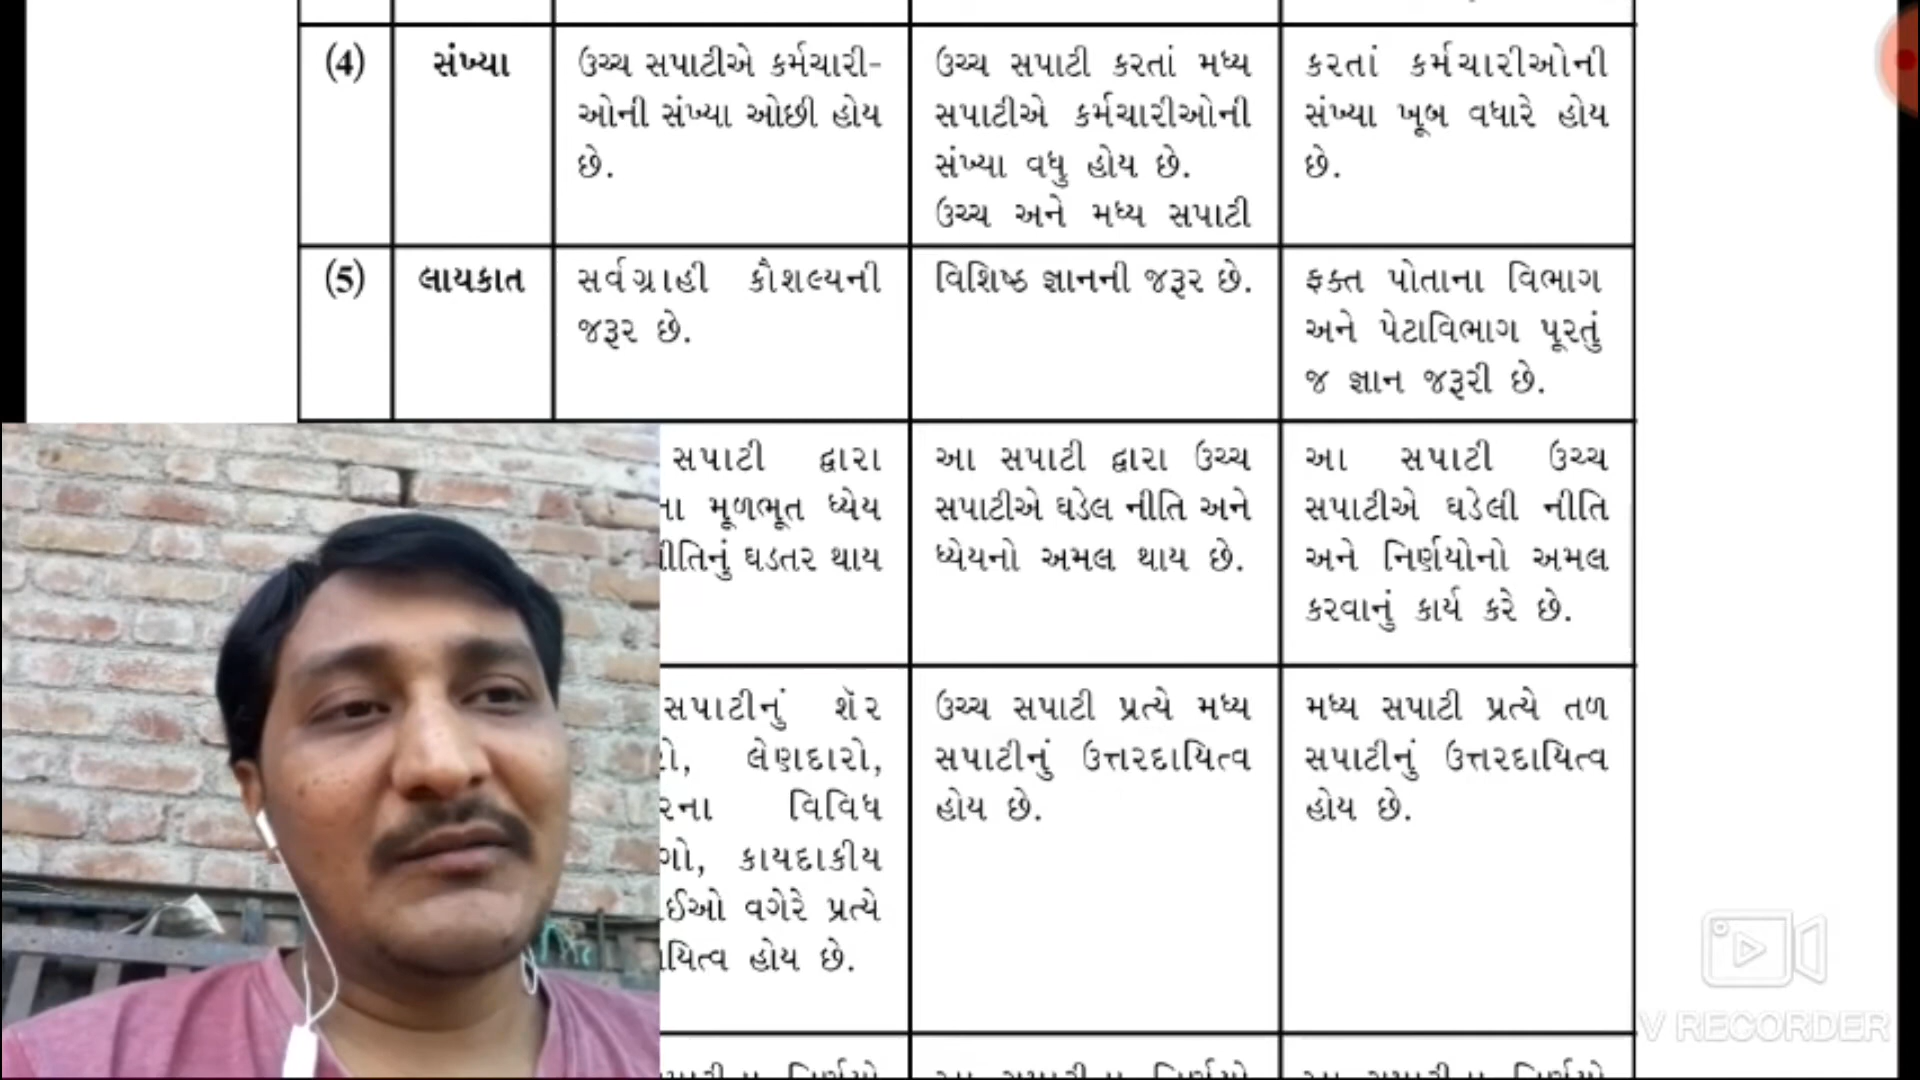 (4)
સંખ્યા
ઉચ્ચ સપાટીએ કર્મચારી-
ઓની સંખ્યા ઓછી હોય
છે.
ઉચ્ચ સપાટી કરતાં મધ્ય
સપાટીએ કર્મચારીઓની
સંખ્યા વધુ હોય છે.
ઉચ્ચ અને મધ્ય સપાટી
કરતાં કર્મચારીઓની
સંખ્યા ખૂબ વધારે હોય
છે.
(5)
લાયકાત
સર્વગ્રાહી કૌશલ્યની
જરૂર છે.
વિશિષ્ઠ જ્ઞાનની જરૂર છે.
ફક્ત પોતાના વિભાગ
અને પેટાવિભાગ પૂરતું
જ જ્ઞાન જરૂરી છે.
સપાટી દ્વારા
મૂળભૂત ધ્યેય
ઘડતર થાય
આ સપાટી દ્વારા ઉચ્ચ
સપાટીએ ઘડેલ નીતિ અને
ધ્યેયનો અમલ થાય છે.
આ સપાટી ઉચ્ચ
સપાટીએ ઘડેલી નીતિ
અને નિર્ણયોનો અમલ
કરવાનું કાર્ય કરે છે.
સપાટીનું શૅર
લેણદારો,
વિવિધ
કાયદાકીય
વગેરે પ્રત્યે
હોય છે.
ઉચ્ચ સપાટી પ્રત્યે મધ્ય
સપાટીનું ઉત્તરદાયિત્વ
હોય છે.
મધ્ય સપાટી પ્રત્યે તળ
સપાટીનું ઉત્તરદાયિત્વ
હોય છે.
V RECORDER